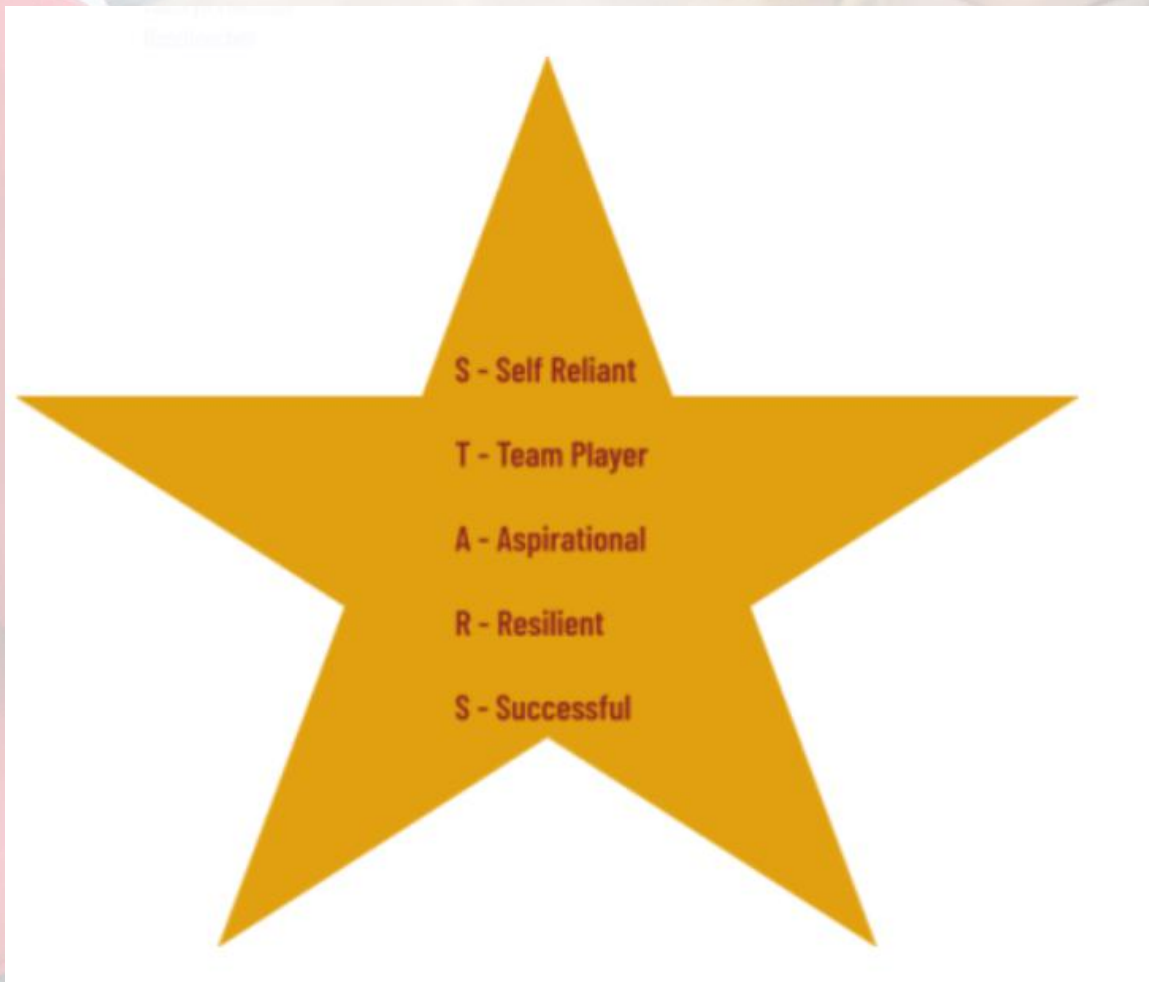 S - Self Reliant
T - Team Player
A - Aspirational
R - Resilient
S - Successful